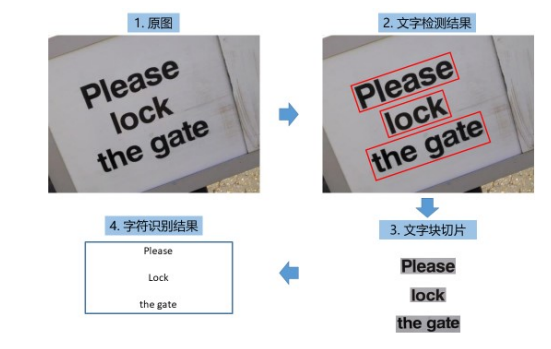 1. 原图
Please
lock
the gate
2. 文字检测结果
Please
lock
the gate
3. 文字块切片
Please
lock
the gate
4. 字符识别结果
Please
Lock
the gate